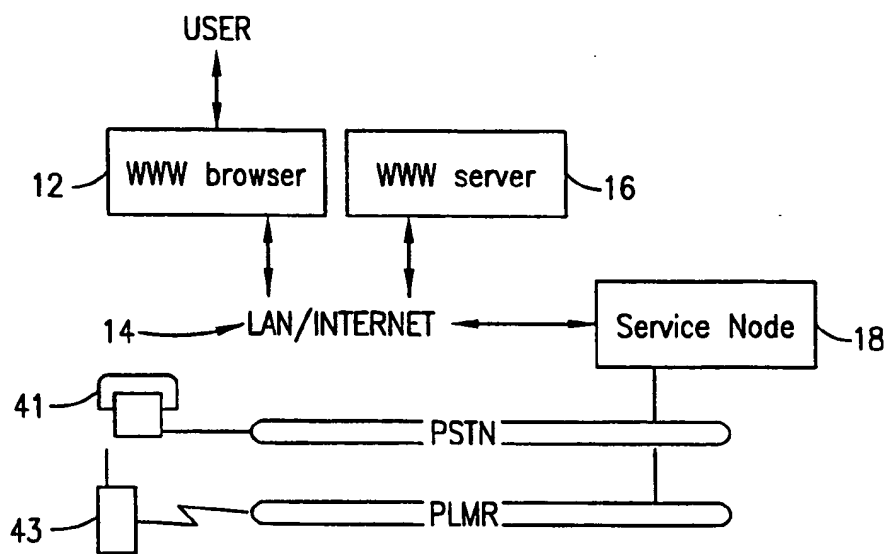 USER
12 WWW browser WWW server 16
14 LAN/INTERNET Service Node 18
41 PSTN
43 PLMR